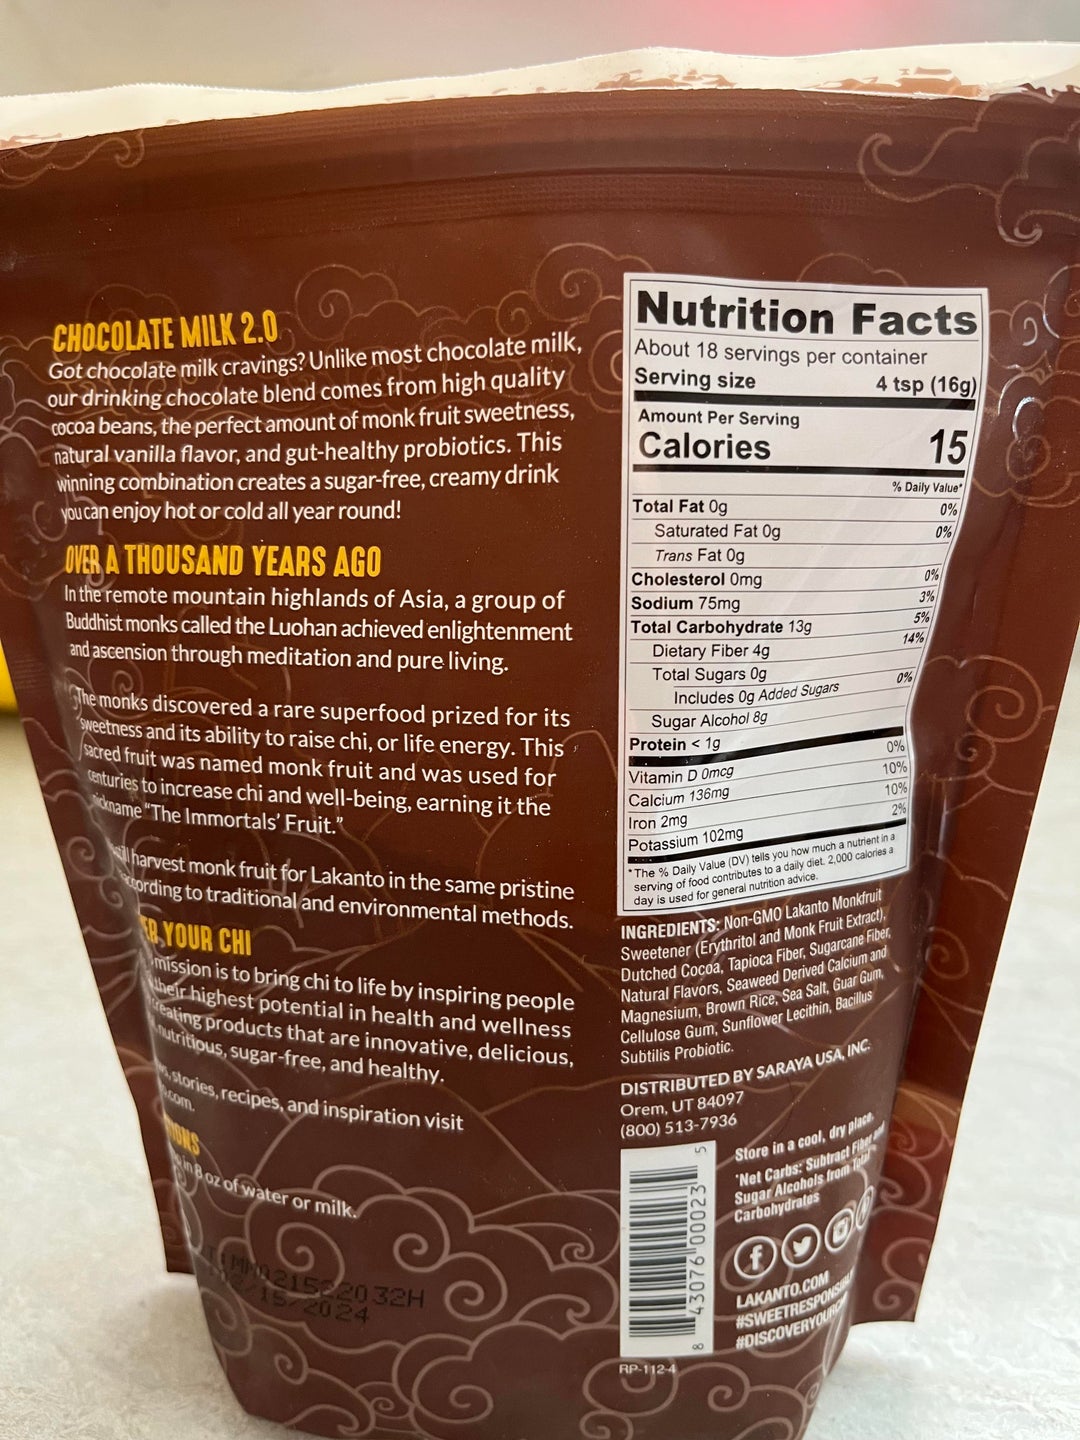 CHOCOLATE MILK 2.0
Got chocolate milk cravings? Unlike most chocolate milk,
our drinking chocolate blend comes from high quality
cocoa beans, the perfect amount of monk fruit sweetness,
natural vanilla flavor, and gut-healthy probiotics. This
winning combination creates a sugar-free, creamy drink
you can enjoy hot or cold all year round!
OVER A THOUSAND YEARS AGO
In the remote mountain highlands of Asia, a group of
Buddhist monks called the Luohan achieved enlightenment
and ascension through meditation and pure living.
The monks discovered a rare superfood prized for its
sweetness and its ability to raise chi, or life energy. This
sacred fruit was named monk fruit and was used for
centuries to increase chi and well-being, earning it the
nickname "The Immortals' Fruit."
harvest monk fruit for Lakanto in the same pristine
according to traditional and environmental methods.
YOUR CHI
mission is to bring chi to life by inspiring people
their highest potential in health and wellness
creating products that are innovative, delicious,
nutritious, sugar-free, and healthy.
stories, recipes, and inspiration visit
.com.
in 8 oz of water or milk.
15/2024
Nutrition Facts
About 18 servings per container
Serving size 4 tsp (16g)
Amount Per Serving
Calories 15
% Daily Value*
Total Fat 0g 0%
Saturated Fat 0g 0%
Trans Fat 0g
Cholesterol 0mg 0%
Sodium 75mg 3%
Total Carbohydrate 13g 5%
Dietary Fiber 4g 14%
Total Sugars 0g
Includes 0g Added Sugars 0%
Sugar Alcohol 8g
Protein < 1g
Vitamin D 0mcg 0%
Calcium 136mg 10%
Iron 2mg 10%
Potassium 102mg 2%
*The % Daily Value (DV) tells you how much a nutrient in a
serving of food contributes to a daily diet. 2,000 calories a
day is used for general nutrition advice.
INGREDIENTS: Non-GMO Lakanto Monkfruit
Sweetener (Erythritol and Monk Fruit Extract),
Dutched Cocoa, Tapioca Fiber, Sugarcane Fiber,
Natural Flavors, Seaweed Derived Calcium and
Magnesium, Brown Rice, Sea Salt, Guar Gum,
Cellulose Gum, Sunflower Lecithin, Bacillus
Subtilis Probiotic.
DISTRIBUTED BY SARAYA USA, INC.
Orem, UT 84097
(800) 513-7936
Store in a cool, dry place.
*Net Carbs: Subtract Fiber and
Sugar Alcohols from Total
Carbohydrates
8 43076 00023 5
LAKANTO.COM
#SWEETRESPONSIBLY
#DISCOVERYOURCHI
RP-112-4